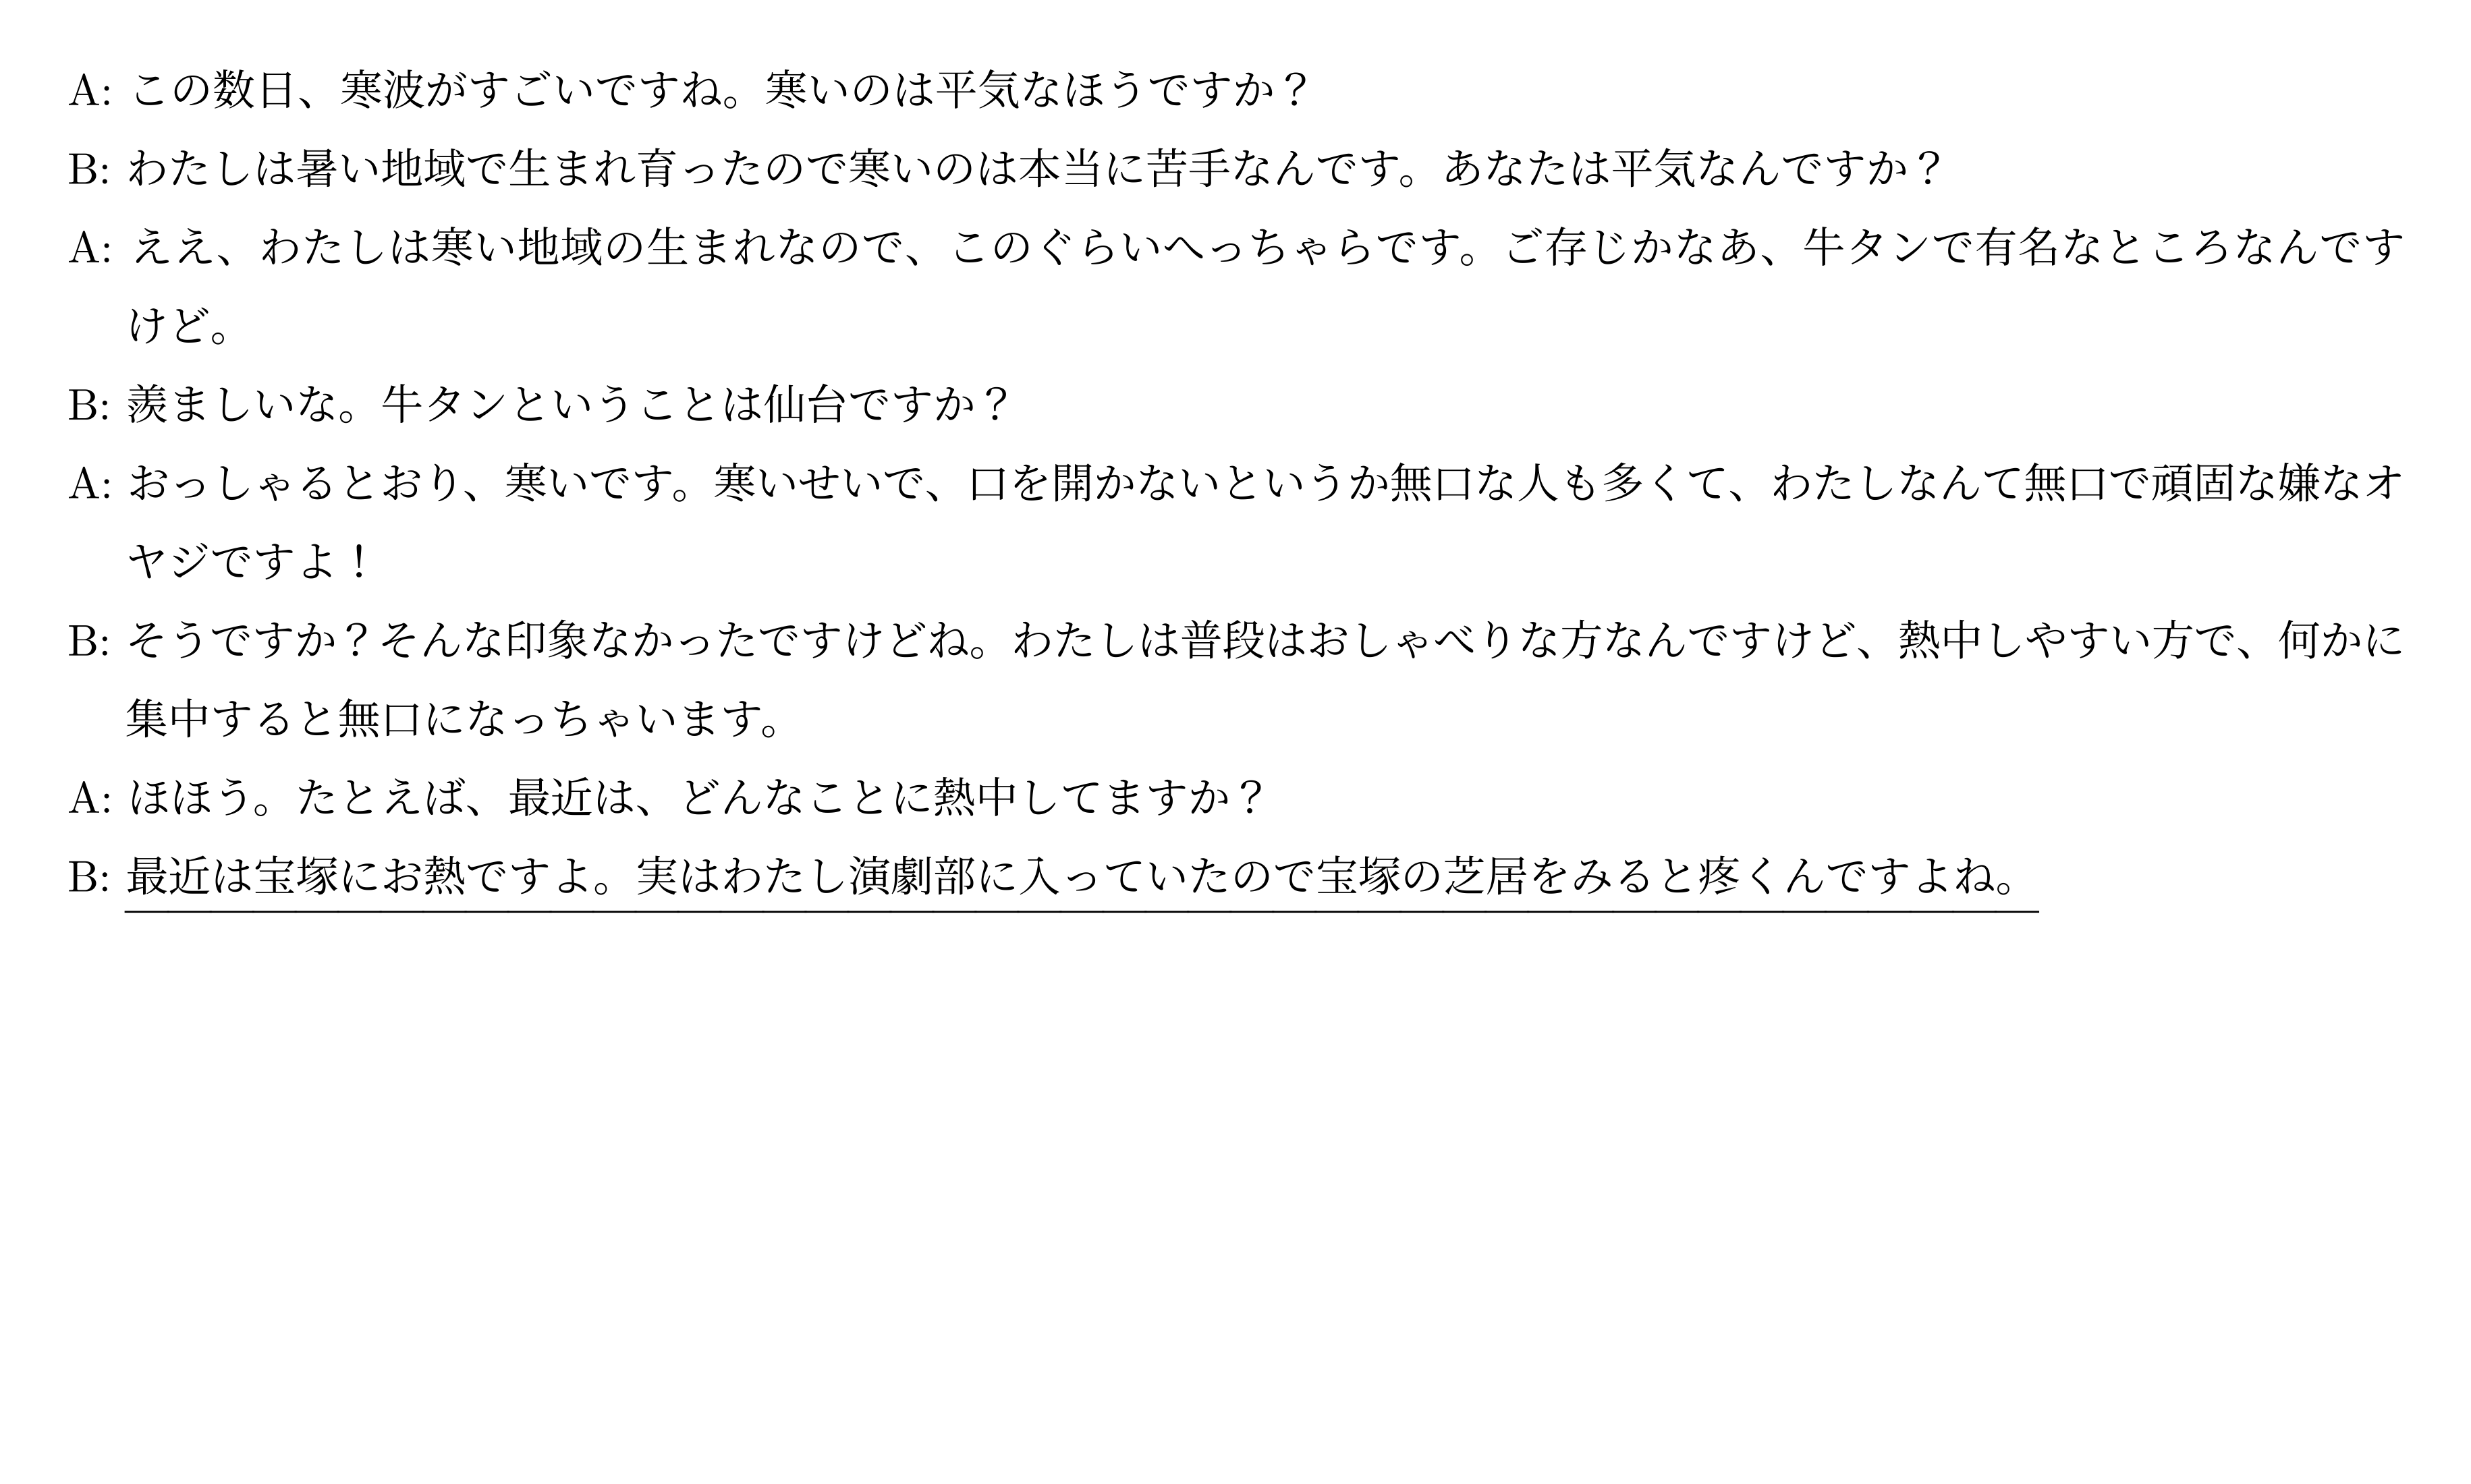 A: この数日、寒波がすごいですね。寒いのは平気なほうですか？
B: わたしは暑い地域で生まれ育ったので寒いのは本当に苦手なんです。あなたは平気なんですか？
A: ええ、わたしは寒い地域の生まれなので、このぐらいへっちゃらです。ご存じかなあ、牛タンで有名なところなんです
けど。
B: 羨ましいな。牛タンということは仙台ですか？
A: おっしゃるとおり、寒いです。寒いせいで、口を開かないというか無口な人も多くて、わたしなんて無口で頑固な嫌なオ
ヤジですよ！
B: そうですか？そんな印象なかったですけどね。わたしは普段はおしゃべりな方なんですけど、熱中しやすい方で、何かに
集中すると無口になっちゃいます。
A: ほほう。たとえば、最近は、どんなことに熱中してますか？
B: 最近は宝塚にお熱ですよ。実はわたし演劇部に入っていたので宝塚の芝居をみると疼くんですよね。